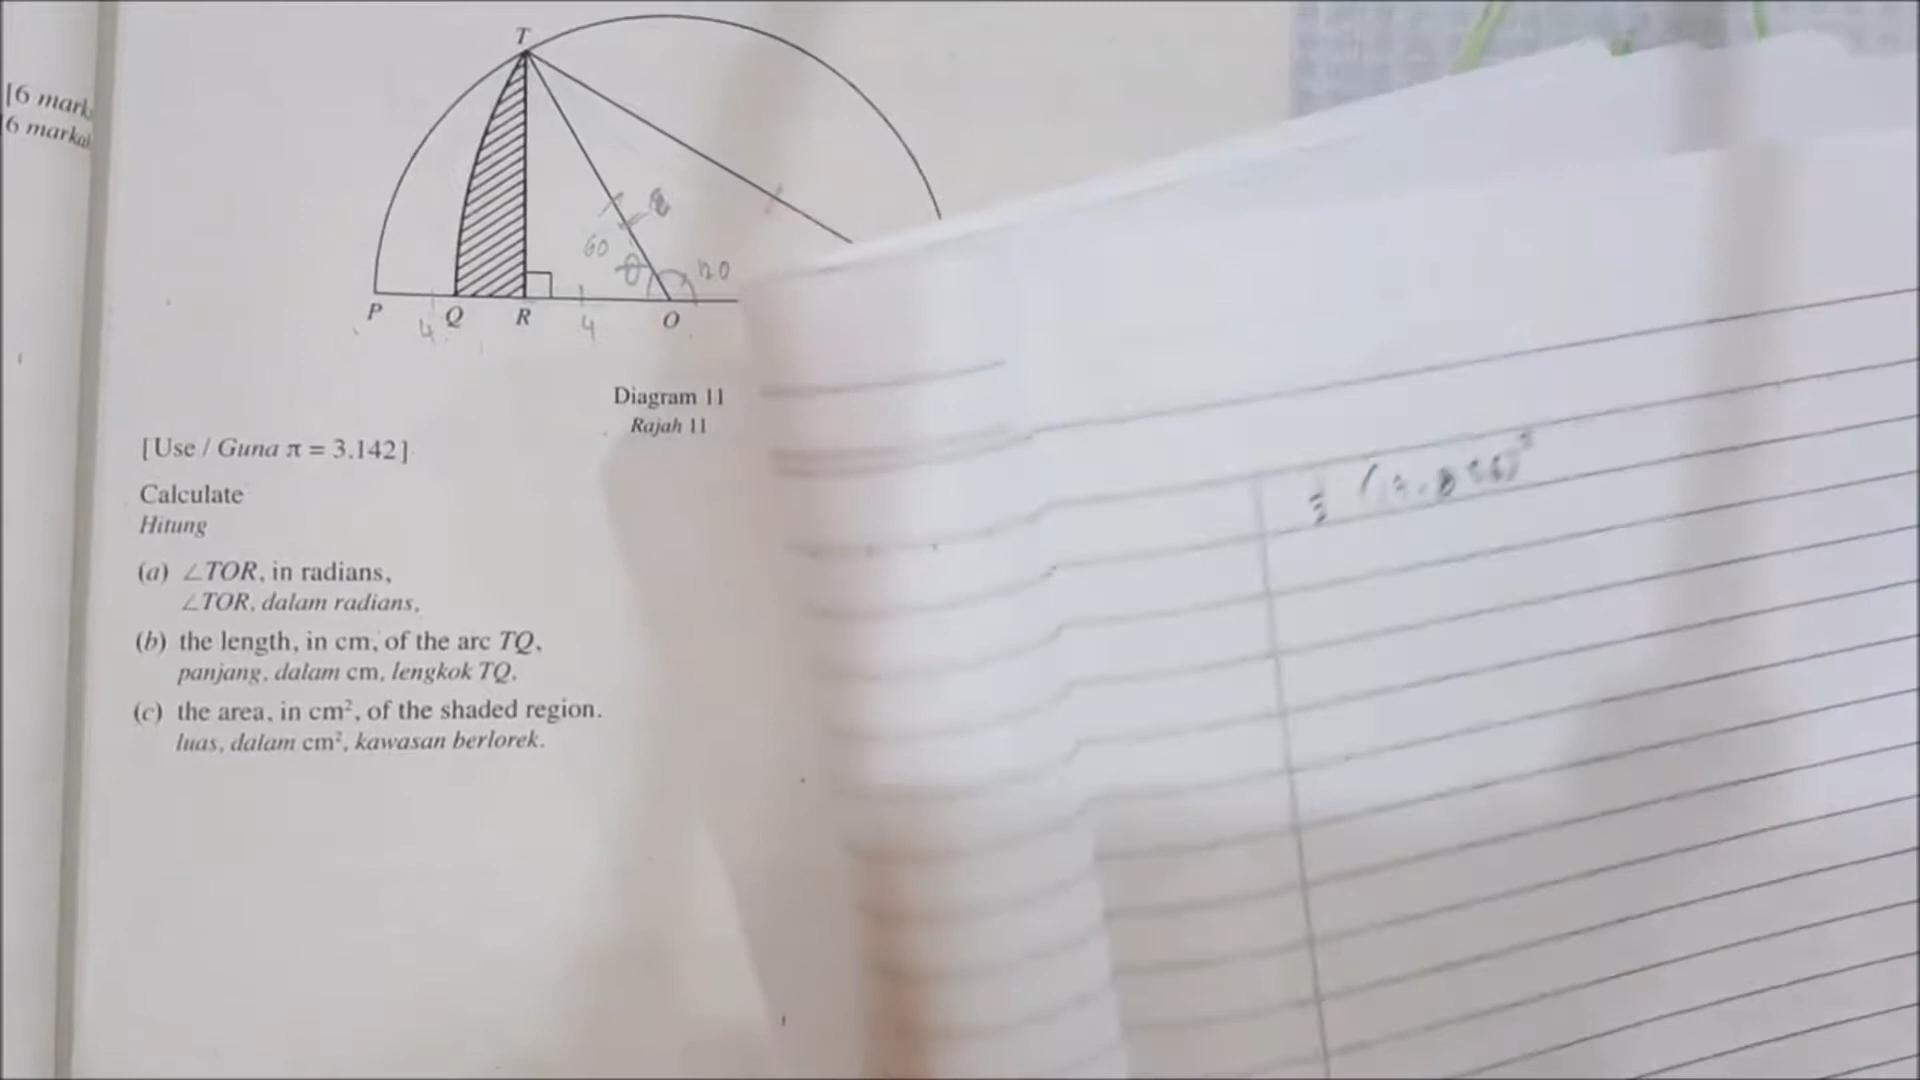 [6 mark
6 marka
T
60
θ
120
P
Q
R
O
4
4
Diagram 11
Rajah 11
[Use / Guna π = 3.142]
Calculate
Hitung
(a) ∠TOR, in radians,
∠TOR, dalam radians,
(b) the length, in cm, of the arc TQ,
panjang, dalam cm, lengkok TQ,
(c) the area, in cm², of the shaded region.
luas, dalam cm², kawasan berlorek.